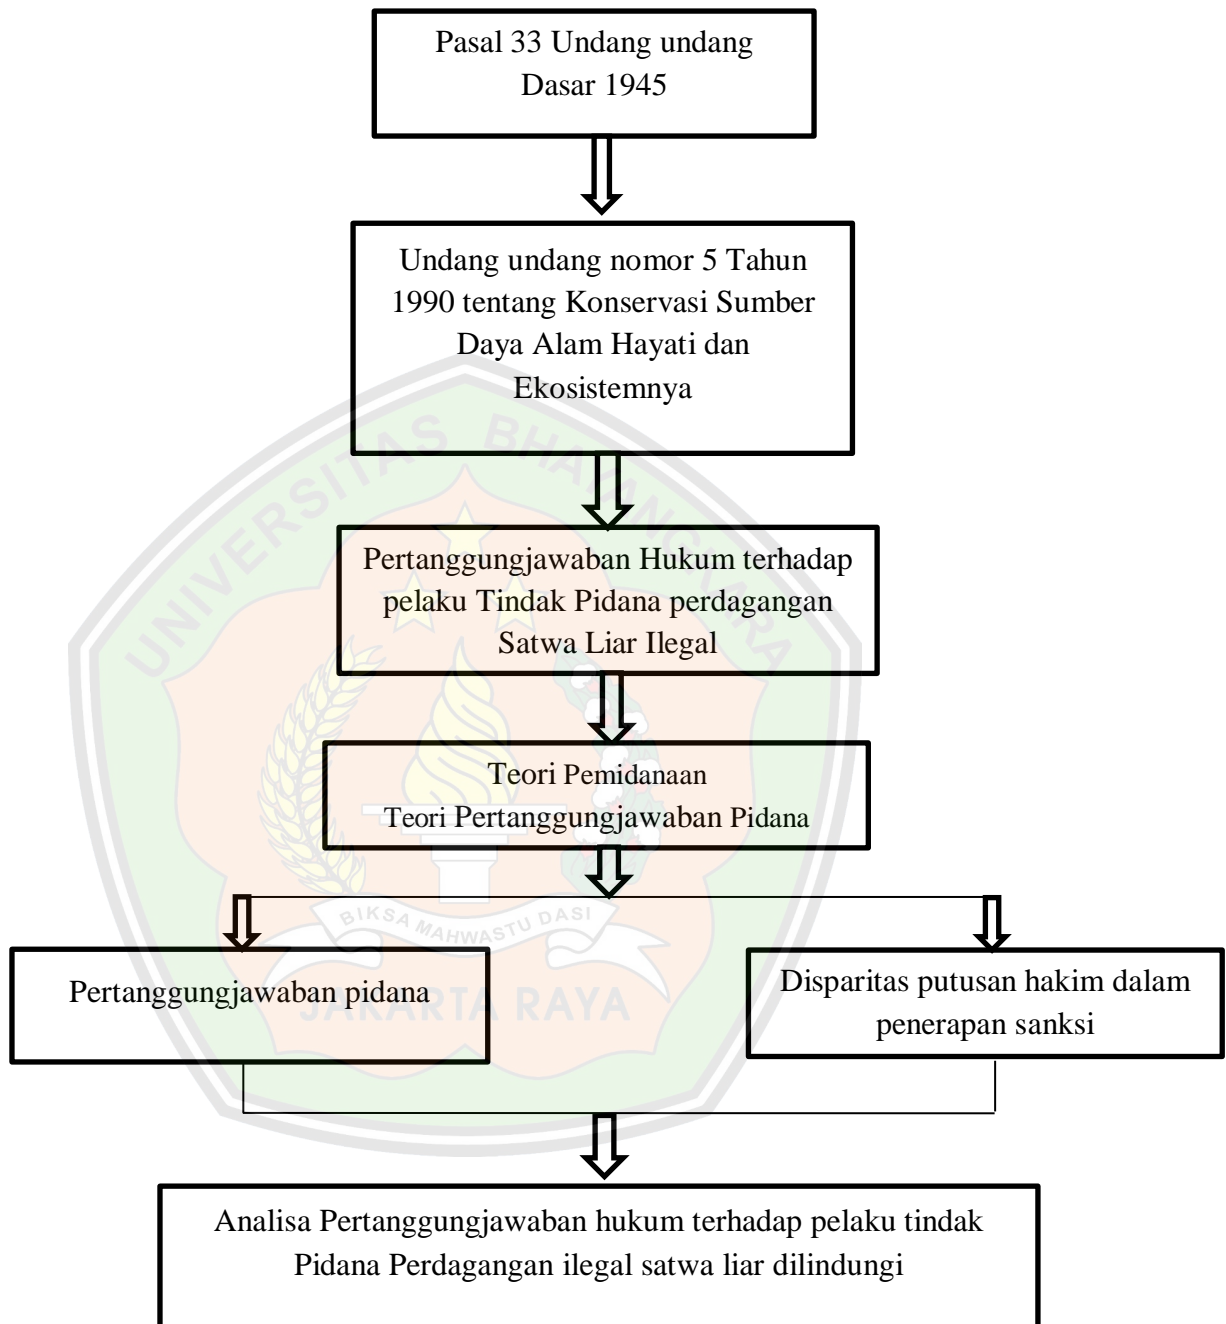 Pasal 33 Undang undang
Dasar 1945
Undang undang nomor 5 Tahun
1990 tentang Konservasi Sumber
Daya Alam Hayati dan
Ekosistemnya
UNIVERSITAS BHAYANGKARA
Pertanggungjawaban Hukum terhadap
pelaku Tindak Pidana perdagangan
Satwa Liar Ilegal
Teori Pemidanaan
Teori Pertanggungjawaban Pidana
BIKSA MAHWASTU DASI
Pertanggungjawaban pidana
Disparitas putusan hakim dalam
penerapan sanksi
JAKARTA RAYA
Analisa Pertanggungjawaban hukum terhadap pelaku tindak
Pidana Perdagangan ilegal satwa liar dilindungi